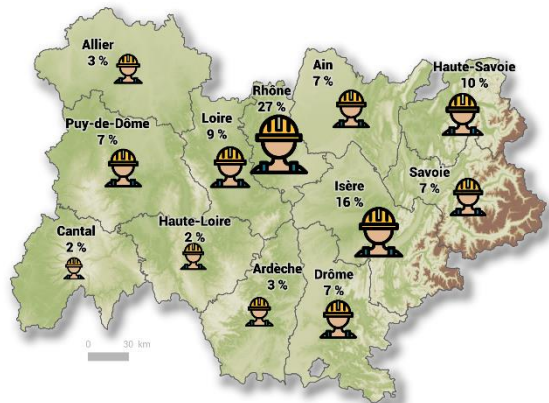 Allier
3 %
Ain
7 %
Haute-Savoie
10 %
Rhône
27 %
Loire
9 %
Puy-de-Dôme
7 %
Isère
16 %
Savoie
7 %
Cantal
2 %
Haute-Loire
2 %
Ardèche
3 %
Drôme
7 %
0 30 km